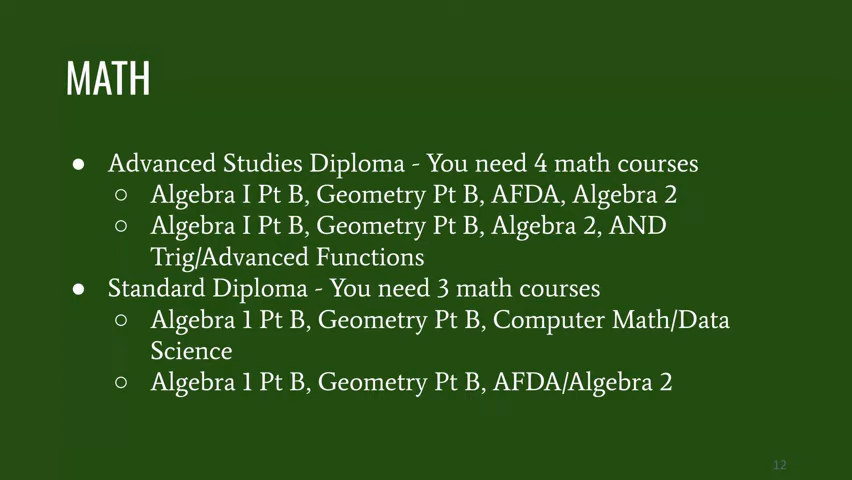 MATH
● Advanced Studies Diploma - You need 4 math courses
○ Algebra I Pt B, Geometry Pt B, AFDA, Algebra 2
○ Algebra I Pt B, Geometry Pt B, Algebra 2, AND
Trig/Advanced Functions
● Standard Diploma - You need 3 math courses
○ Algebra 1 Pt B, Geometry Pt B, Computer Math/Data
Science
○ Algebra 1 Pt B, Geometry Pt B, AFDA/Algebra 2
12